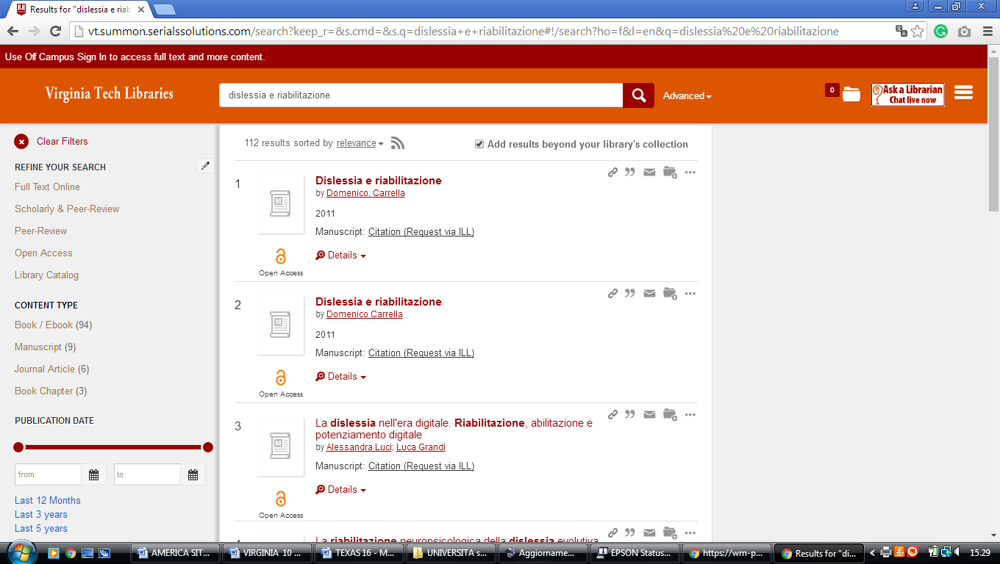 Results for "dislessia e riab
vt.summon.serialssolutions.com/search?keep_r=&s.cmd=&s.q=dislessia+e+riabilitazione#!/search?ho=f&l=en&q=dislessia%20e%20riabilitazione
Use Off Campus Sign In to access full text and more content.
Virginia Tech Libraries
dislessia e riabilitazione
Advanced
0
Ask a Librarian
Chat live now
Clear Filters
REFINE YOUR SEARCH
Full Text Online
Scholarly & Peer-Review
Peer-Review
Open Access
Library Catalog
CONTENT TYPE
Book / Ebook (94)
Manuscript (9)
Journal Article (6)
Book Chapter (3)
PUBLICATION DATE
from
to
Last 12 Months
Last 3 years
Last 5 years
112 results sorted by relevance
Add results beyond your library's collection
1
Dislessia e riabilitazione
by Domenico. Carrella
2011
Manuscript: Citation (Request via ILL)
Details
Open Access
2
Dislessia e riabilitazione
by Domenico Carrella
2011
Manuscript: Citation (Request via ILL)
Details
Open Access
3
La dislessia nell'era digitale. Riabilitazione, abilitazione e
potenziamento digitale
by Alessandra Luci; Luca Grandi
Manuscript: Citation (Request via ILL)
Details
Open Access
La riabilitazione neuropsicologica della dislessia evolutiva
AMERICA SIT...
VIRGINIA 10 ...
TEXAS 16 - M...
UNIVERSITA s...
Aggiorname...
EPSON Status...
https://wm-p...
Results for "di...
15.29